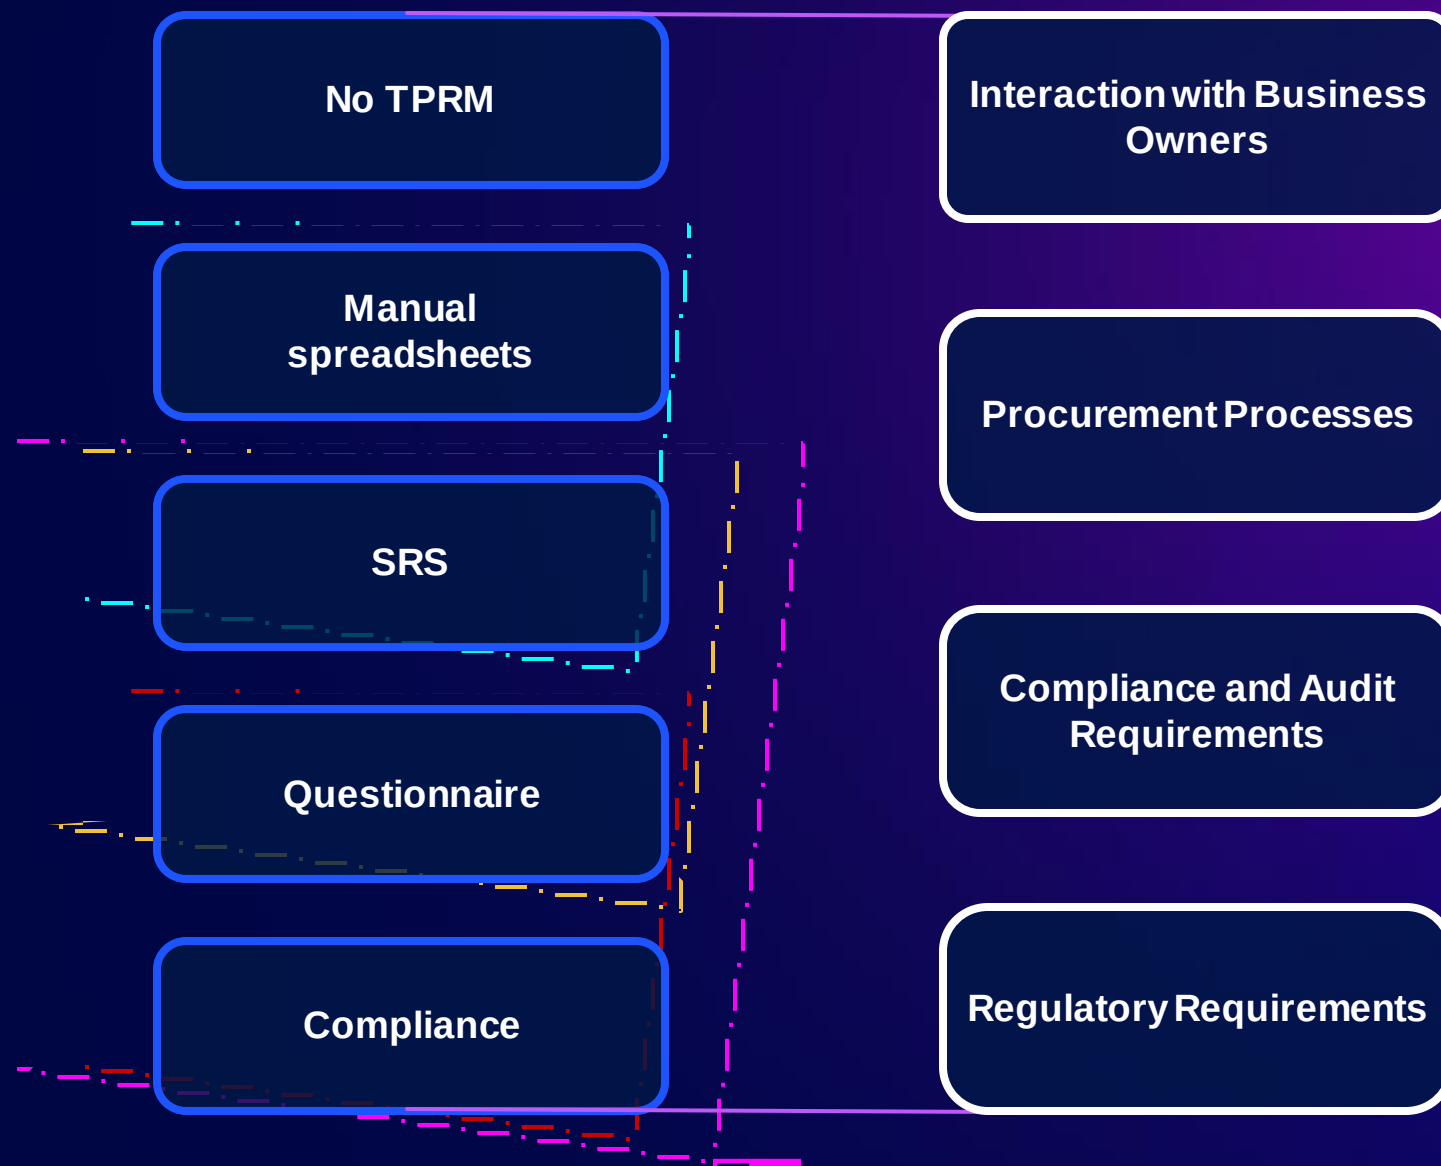 No TPRM
Manual
spreadsheets
SRS
Questionnaire
Compliance
Interaction with Business
Owners
Procurement Processes
Compliance and Audit
Requirements
Regulatory Requirements